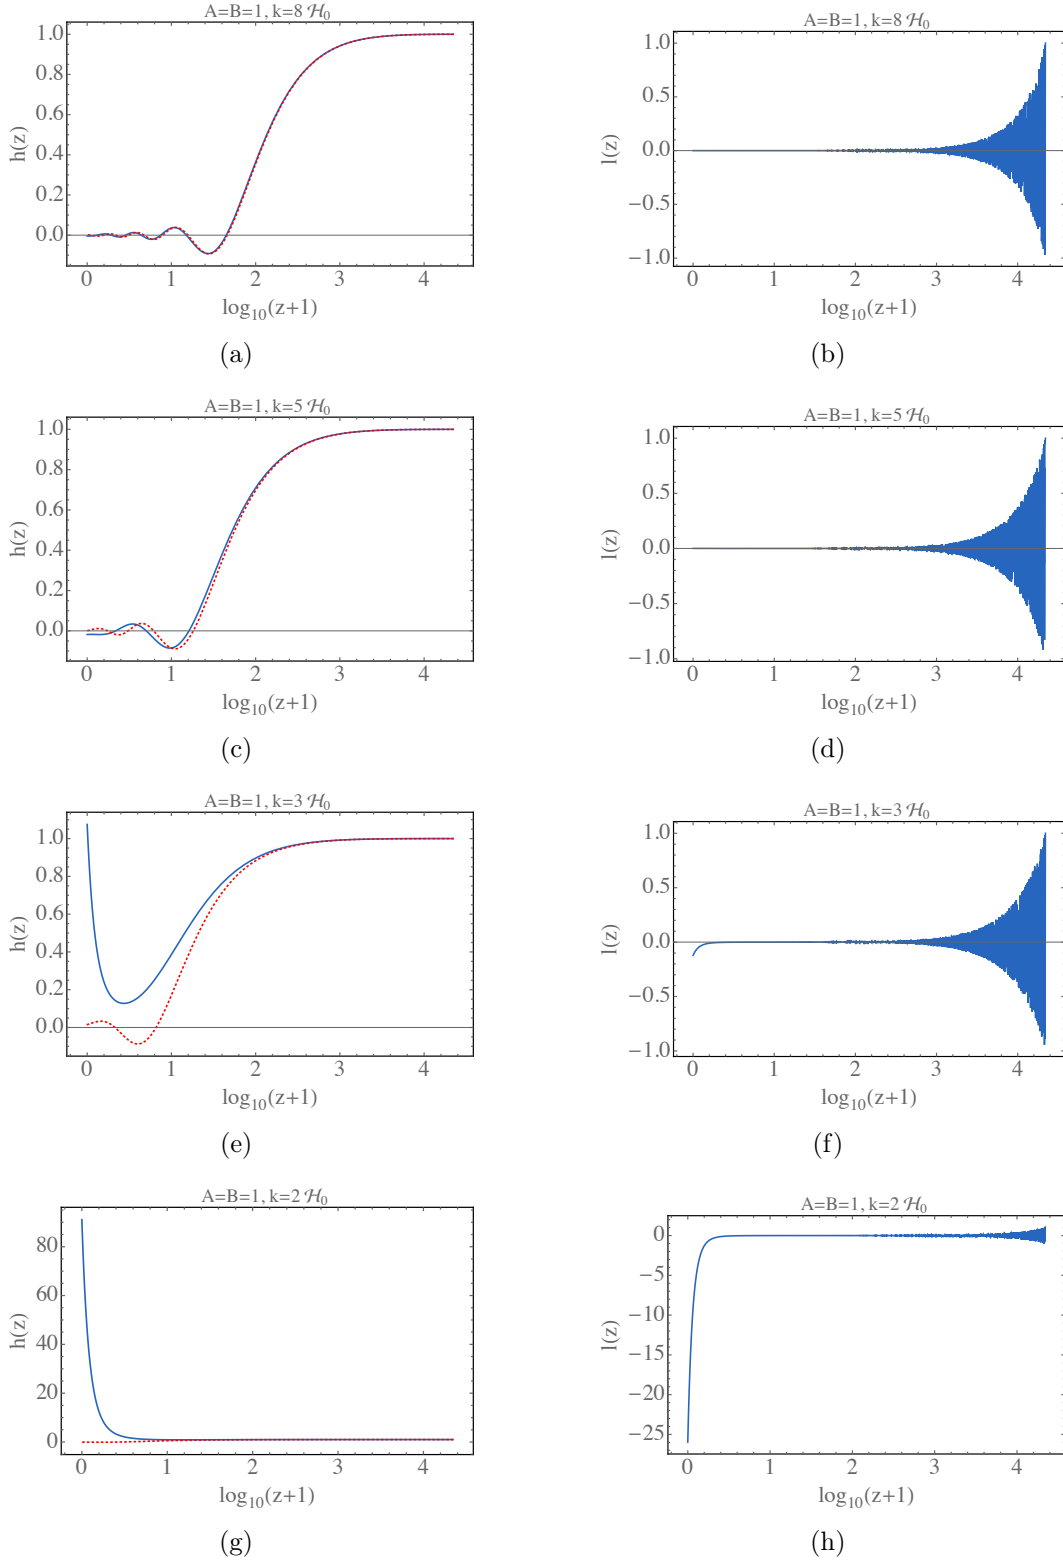 A=B=1, k=8 ℋ₀
h(z)
1.0
0.8
0.6
0.4
0.2
0.0
0 1 2 3 4
log₁₀(z+1)
(a)
A=B=1, k=8 ℋ₀
l(z)
1.0
0.5
0.0
−0.5
−1.0
0 1 2 3 4
log₁₀(z+1)
(b)
A=B=1, k=5 ℋ₀
h(z)
1.0
0.8
0.6
0.4
0.2
0.0
0 1 2 3 4
log₁₀(z+1)
(c)
A=B=1, k=5 ℋ₀
l(z)
1.0
0.5
0.0
−0.5
−1.0
0 1 2 3 4
log₁₀(z+1)
(d)
A=B=1, k=3 ℋ₀
h(z)
1.0
0.8
0.6
0.4
0.2
0.0
0 1 2 3 4
log₁₀(z+1)
(e)
A=B=1, k=3 ℋ₀
l(z)
1.0
0.5
0.0
−0.5
−1.0
0 1 2 3 4
log₁₀(z+1)
(f)
A=B=1, k=2 ℋ₀
h(z)
80
60
40
20
0
0 1 2 3 4
log₁₀(z+1)
(g)
A=B=1, k=2 ℋ₀
l(z)
0
−5
−10
−15
−20
−25
0 1 2 3 4
log₁₀(z+1)
(h)